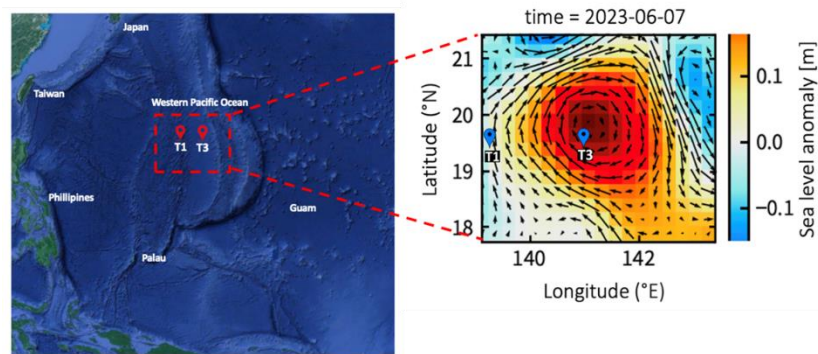 Japan
Taiwan
Western Pacific Ocean
T1
T3
Phillipines
Guam
Palau
time = 2023-06-07
Latitude (°N)
21
20
19
18
T1
T3
140
142
Longitude (°E)
0.1
0.0
−0.1
Sea level anomaly [m]